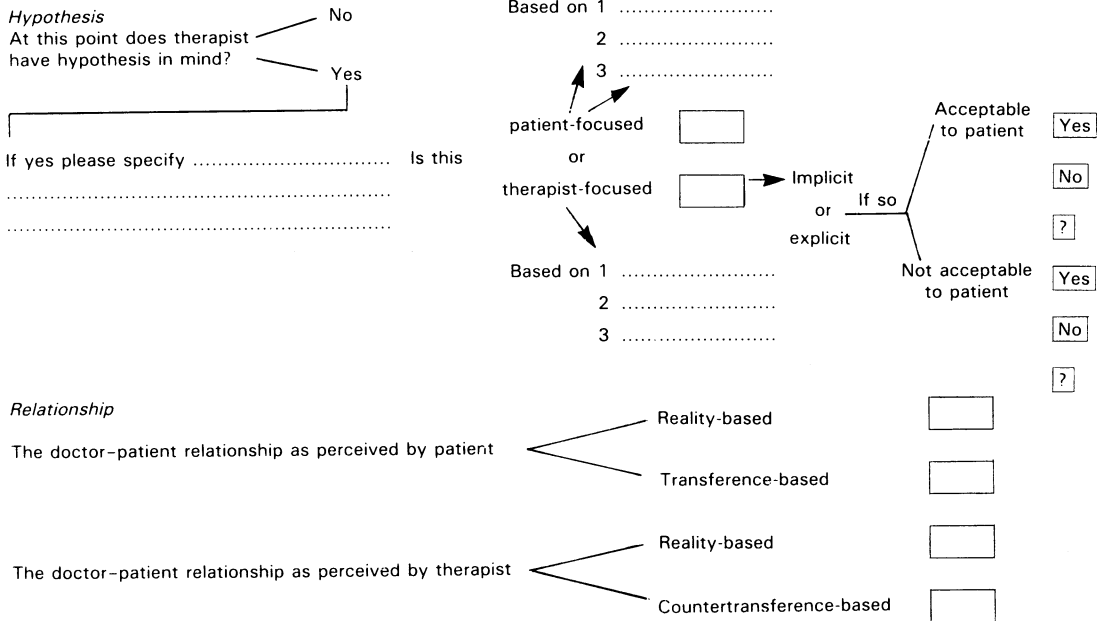 Hypothesis
At this point does therapist
have hypothesis in mind?
No
Yes
If yes please specify ........................................
................................................................
................................................................
Is this
Based on 1 ..........................
2 ..........................
3 ..........................
patient-focused
or
therapist-focused
Based on 1 ..........................
2 ..........................
3 ..........................
Implicit
or
explicit
If so
Acceptable
to patient
Yes
No
?
Not acceptable
to patient
Yes
No
?
Relationship
The doctor–patient relationship as perceived by patient
Reality-based
Transference-based
The doctor–patient relationship as perceived by therapist
Reality-based
Countertransference-based